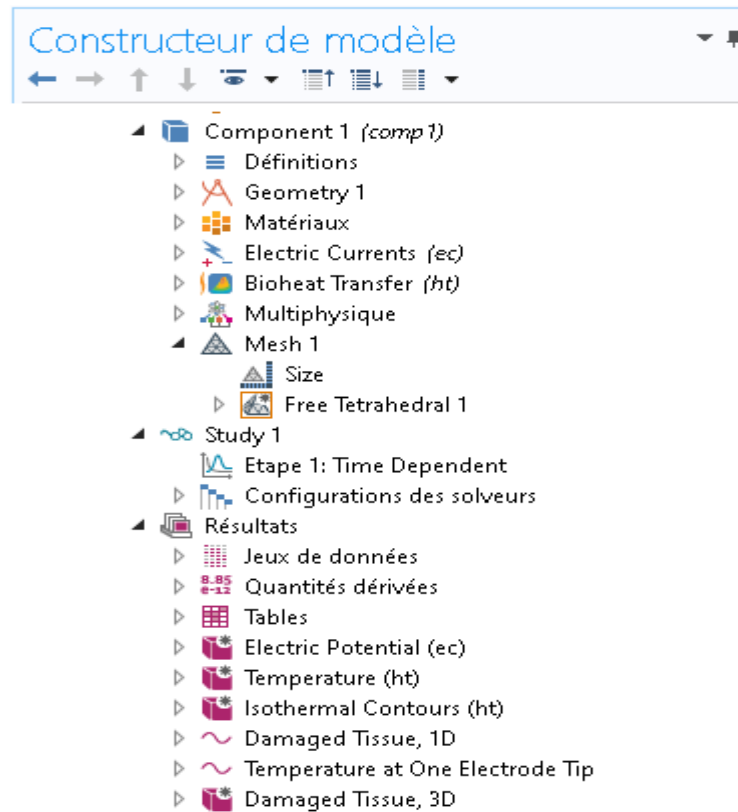 Constructeur de modèle
Component 1 (comp1)
Définitions
Geometry 1
Matériaux
Electric Currents (ec)
Bioheat Transfer (ht)
Multiphysique
Mesh 1
Size
Free Tetrahedral 1
Study 1
Etape 1: Time Dependent
Configurations des solveurs
Résultats
Jeux de données
8.85 e-12 Quantités dérivées
Tables
Electric Potential (ec)
Temperature (ht)
Isothermal Contours (ht)
Damaged Tissue, 1D
Temperature at One Electrode Tip
Damaged Tissue, 3D